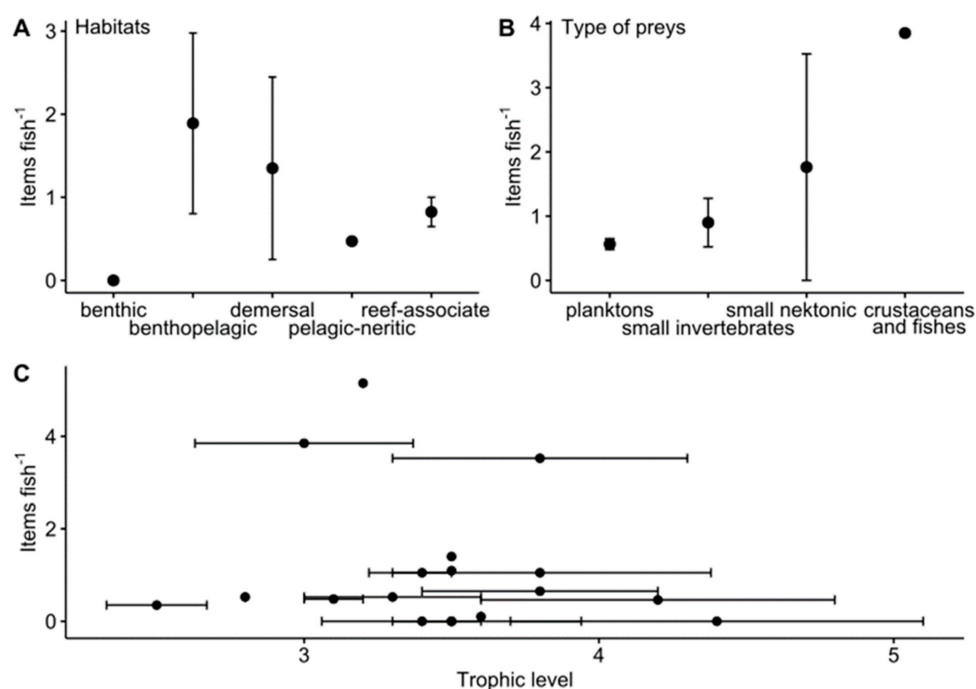 A Habitats
3
2
1
0
Items fish-1
benthic demersal reef-associate
benthopelagic pelagic-neritic
B Type of preys
4
3
2
1
0
Items fish-1
planktons small nektonic crustaceans
small invertebrates and fishes
C
4
2
0
Items fish-1
3 4 5
Trophic level